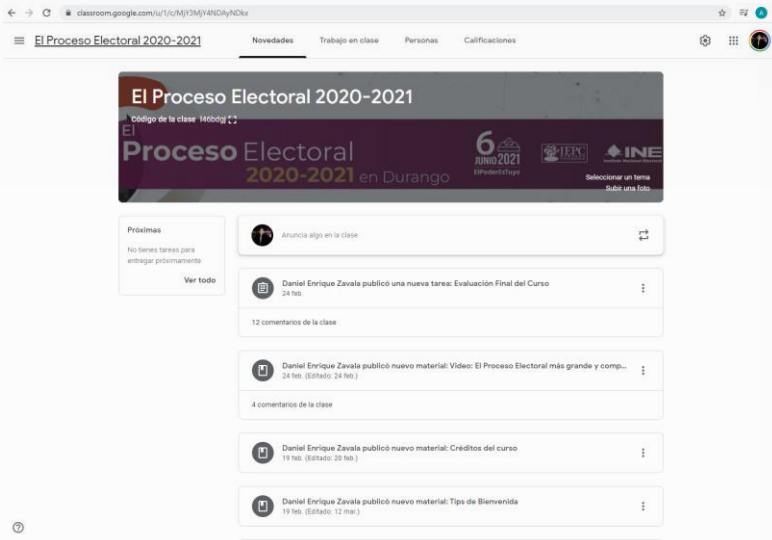 classroom.google.com/u/1/c/MjY3MjY4NDAyNDkx
El Proceso Electoral 2020-2021
Novedades
Trabajo en clase
Personas
Calificaciones
El Proceso Electoral 2020-2021
Código de la clase l46bdgj
El
Proceso Electoral
2020-2021 en Durango
6
JUNIO 2021
ElPoderEsTuyo
IEPC
INE
Instituto Nacional Electoral
Seleccionar un tema
Subir una foto
Próximas
No tienes tareas para
entregar próximamente
Ver todo
Anuncia algo en la clase
Daniel Enrique Zavala publicó una nueva tarea: Evaluación Final del Curso
24 feb.
12 comentarios de la clase
Daniel Enrique Zavala publicó nuevo material: Video: El Proceso Electoral más grande y comp...
24 feb. (Editado: 24 feb.)
4 comentarios de la clase
Daniel Enrique Zavala publicó nuevo material: Créditos del curso
19 feb. (Editado: 20 feb.)
Daniel Enrique Zavala publicó nuevo material: Tips de Bienvenida
19 feb. (Editado: 12 mar.)